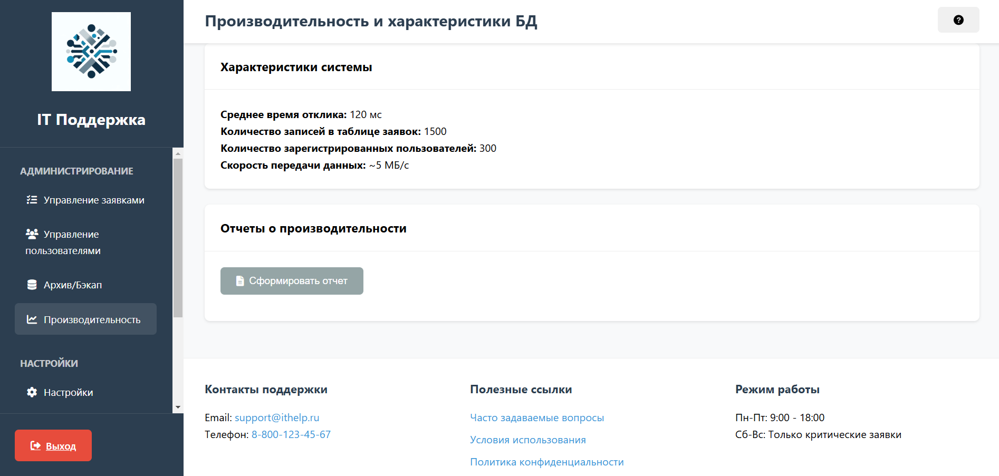 IT Поддержка
АДМИНИСТРИРОВАНИЕ
Управление заявками
Управление
пользователями
Архив/Бэкап
Производительность
НАСТРОЙКИ
Настройки
Выход
Производительность и характеристики БД
Характеристики системы
Среднее время отклика: 120 мс
Количество записей в таблице заявок: 1500
Количество зарегистрированных пользователей: 300
Скорость передачи данных: ~5 МБ/с
Отчеты о производительности
Сформировать отчет
Контакты поддержки
Email: support@ithelp.ru
Телефон: 8-800-123-45-67
Полезные ссылки
Часто задаваемые вопросы
Условия использования
Политика конфиденциальности
Режим работы
Пн-Пт: 9:00 - 18:00
Сб-Вс: Только критические заявки